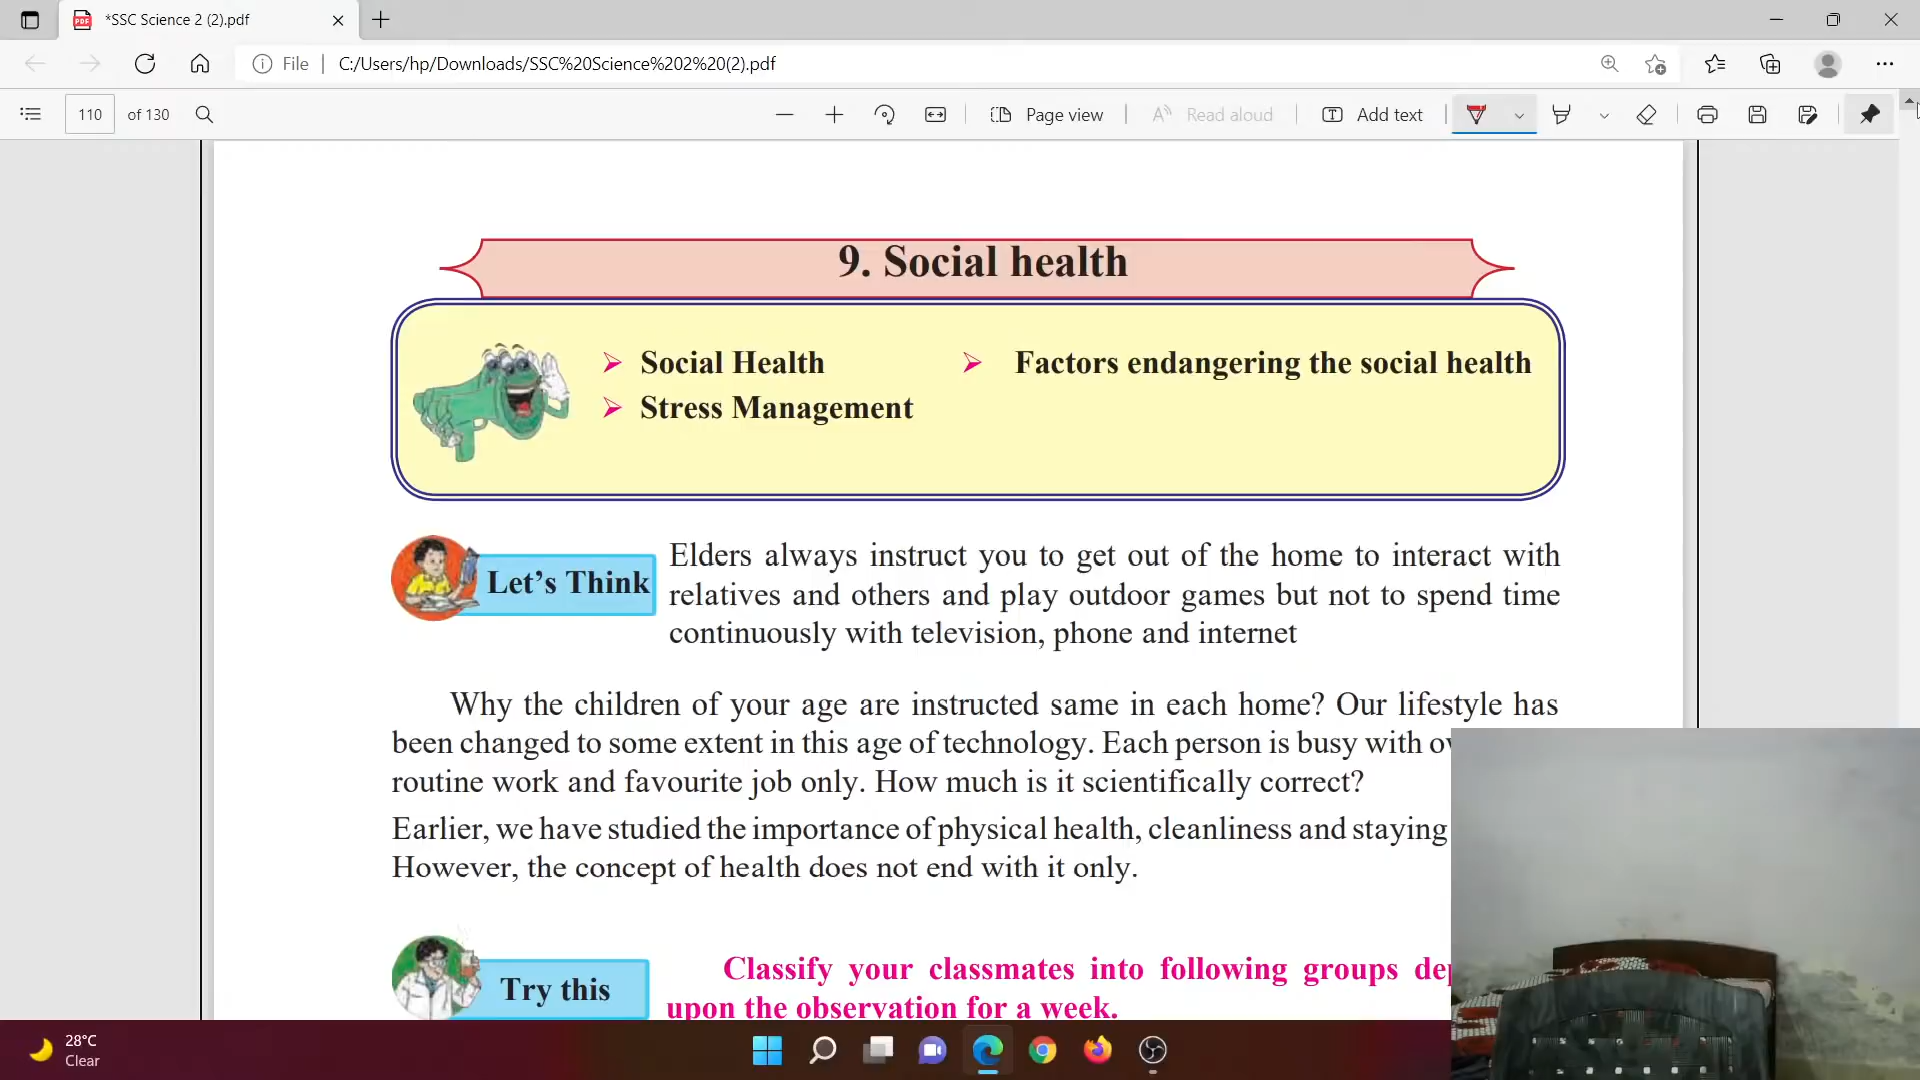 *SSC Science 2 (2).pdf
File
C:/Users/hp/Downloads/SSC%20Science%202%20(2).pdf
110 of 130
Page view
Read aloud
Add text
9. Social health
Social Health
Factors endangering the social health
Stress Management
Let's Think
Elders always instruct you to get out of the home to interact with
relatives and others and play outdoor games but not to spend time
continuously with television, phone and internet
Why the children of your age are instructed same in each home? Our lifestyle has
been changed to some extent in this age of technology. Each person is busy with
routine work and favourite job only. How much is it scientifically correct?
Earlier, we have studied the importance of physical health, cleanliness and staying
However, the concept of health does not end with it only.
Try this
Classify your classmates into following groups
upon the observation for a week.
28°C
Clear